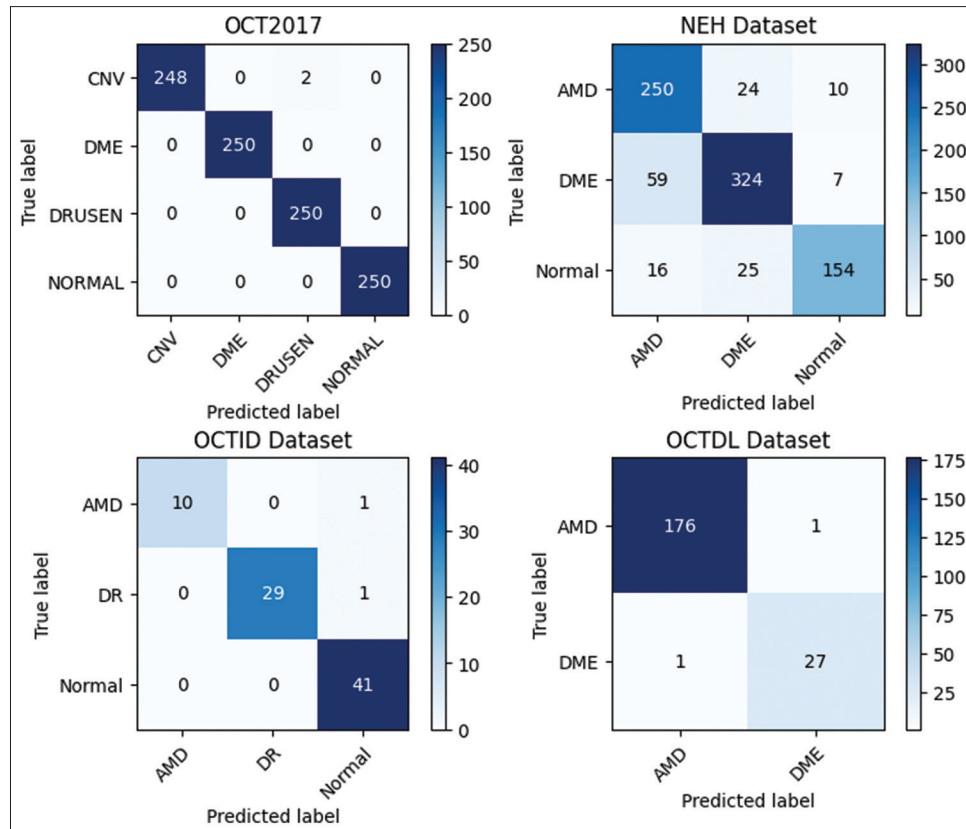 OCT2017
CNV 248 0 2 0
DME 0 250 0 0
DRUSEN 0 0 250 0
NORMAL 0 0 0 250
True label
CNV DME DRUSEN NORMAL
Predicted label
250
200
150
100
50
0
NEH Dataset
AMD 250 24 10
DME 59 324 7
Normal 16 25 154
True label
AMD DME Normal
Predicted label
300
250
200
150
100
50
OCTID Dataset
AMD 10 0 1
DR 0 29 1
Normal 0 0 41
True label
AMD DR Normal
Predicted label
40
30
20
10
0
OCTDL Dataset
AMD 176 1
DME 1 27
True label
AMD DME
Predicted label
175
150
125
100
75
50
25